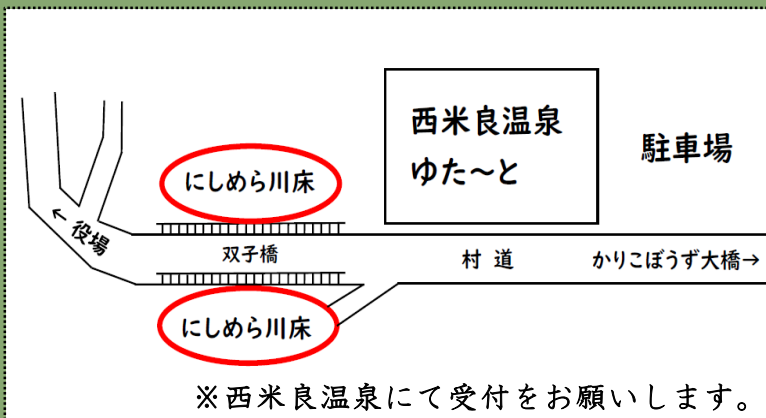 西米良温泉
ゆた～と
駐車場
にしめら川床
← 役場
双子橋
村 道
かりこぼうず大橋→
にしめら川床
※西米良温泉にて受付をお願いします。